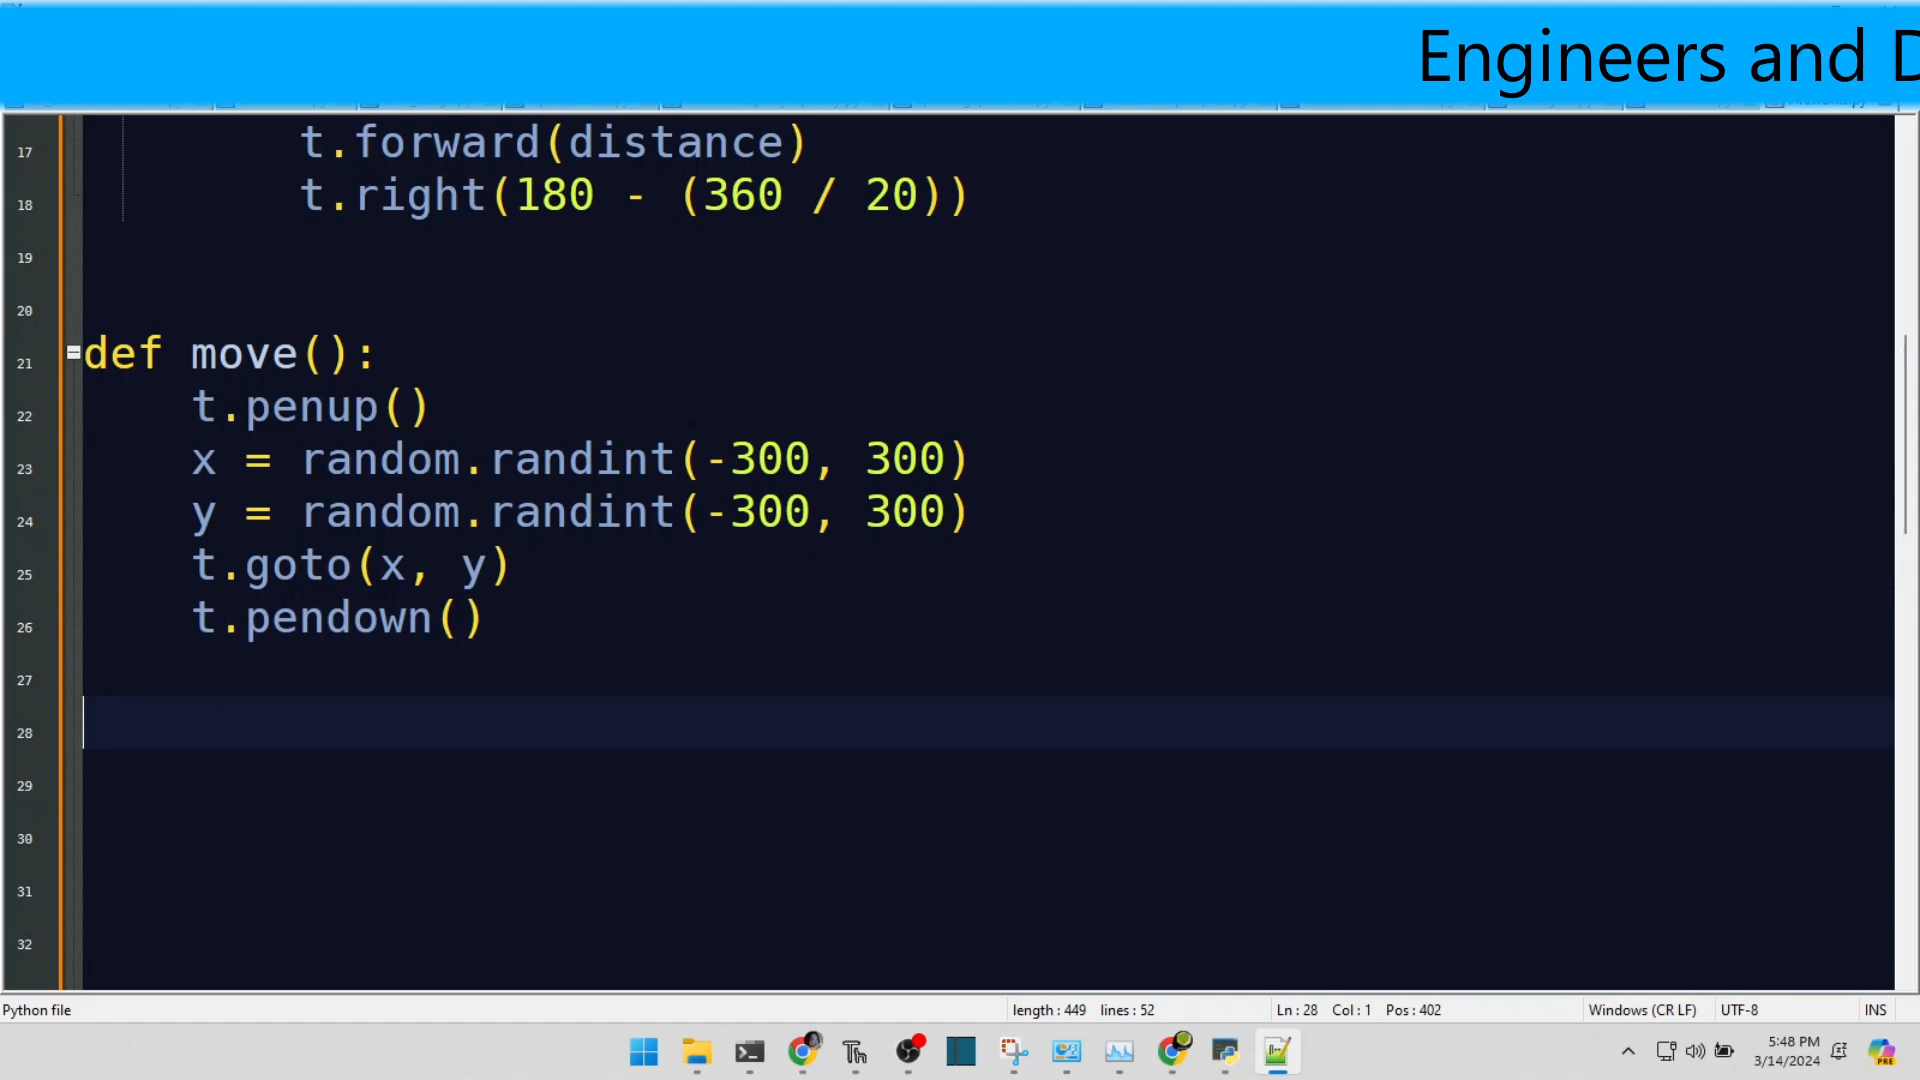 Engineers and D
17 t.forward(distance)
18 t.right(180 - (360 / 20))
19
20
21 def move():
22 t.penup()
23 x = random.randint(-300, 300)
24 y = random.randint(-300, 300)
25 t.goto(x, y)
26 t.pendown()
27
28
29
30
31
32
Python file length : 449 lines : 52 Ln : 28 Col : 1 Pos : 402 Windows (CR LF) UTF-8 INS
5:48 PM
3/14/2024
PRE